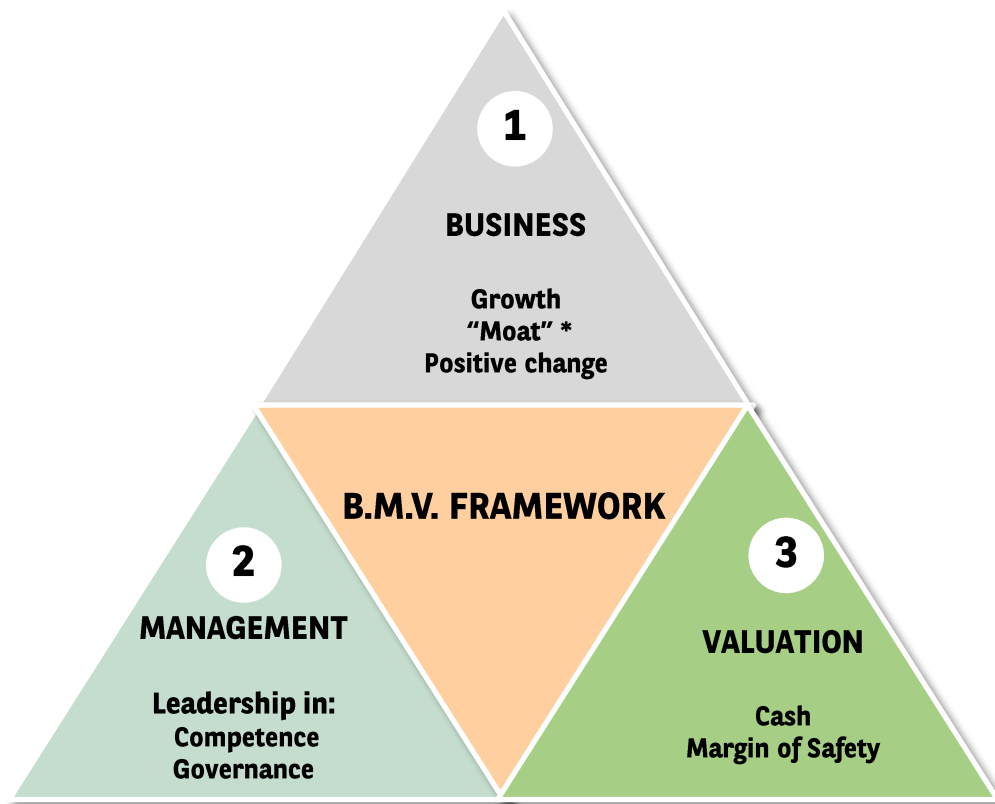 1
BUSINESS
Growth
“Moat” *
Positive change
B.M.V. FRAMEWORK
2
MANAGEMENT
Leadership in:
Competence
Governance
3
VALUATION
Cash
Margin of Safety